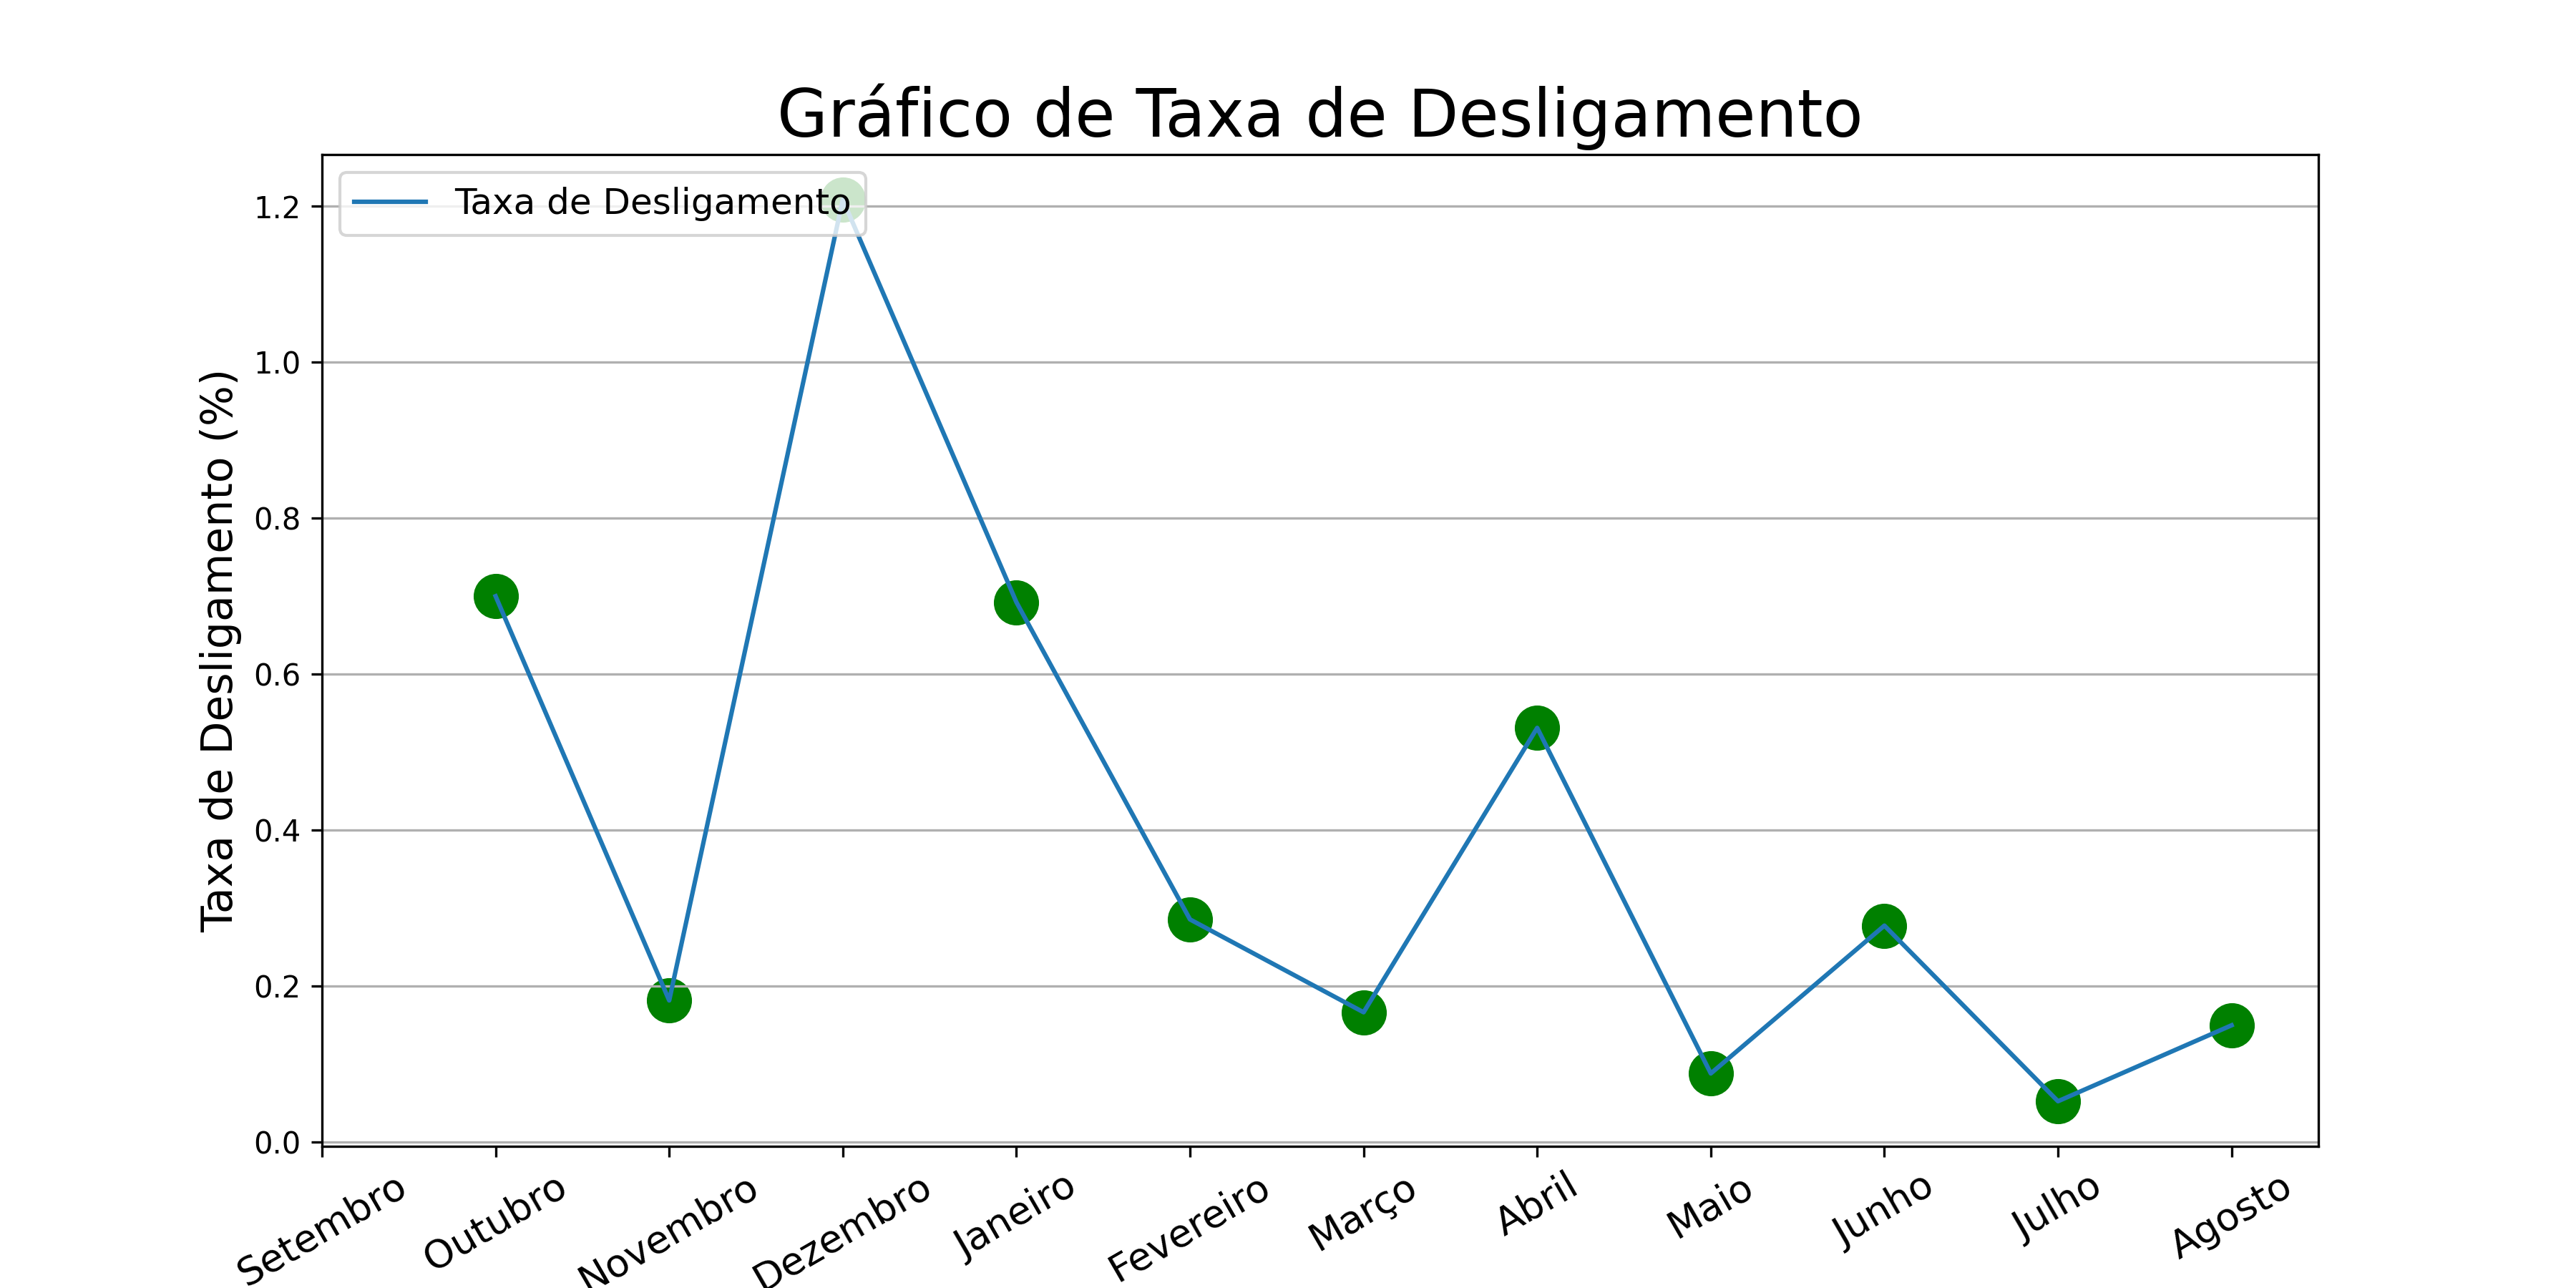 Gráfico de Taxa de Desligamento
Taxa de Desligamento
Taxa de Desligamento (%)
1.2
1.0
0.8
0.6
0.4
0.2
0.0
Setembro
Outubro
Novembro
Dezembro
Janeiro
Fevereiro
Março
Abril
Maio
Junho
Julho
Agosto